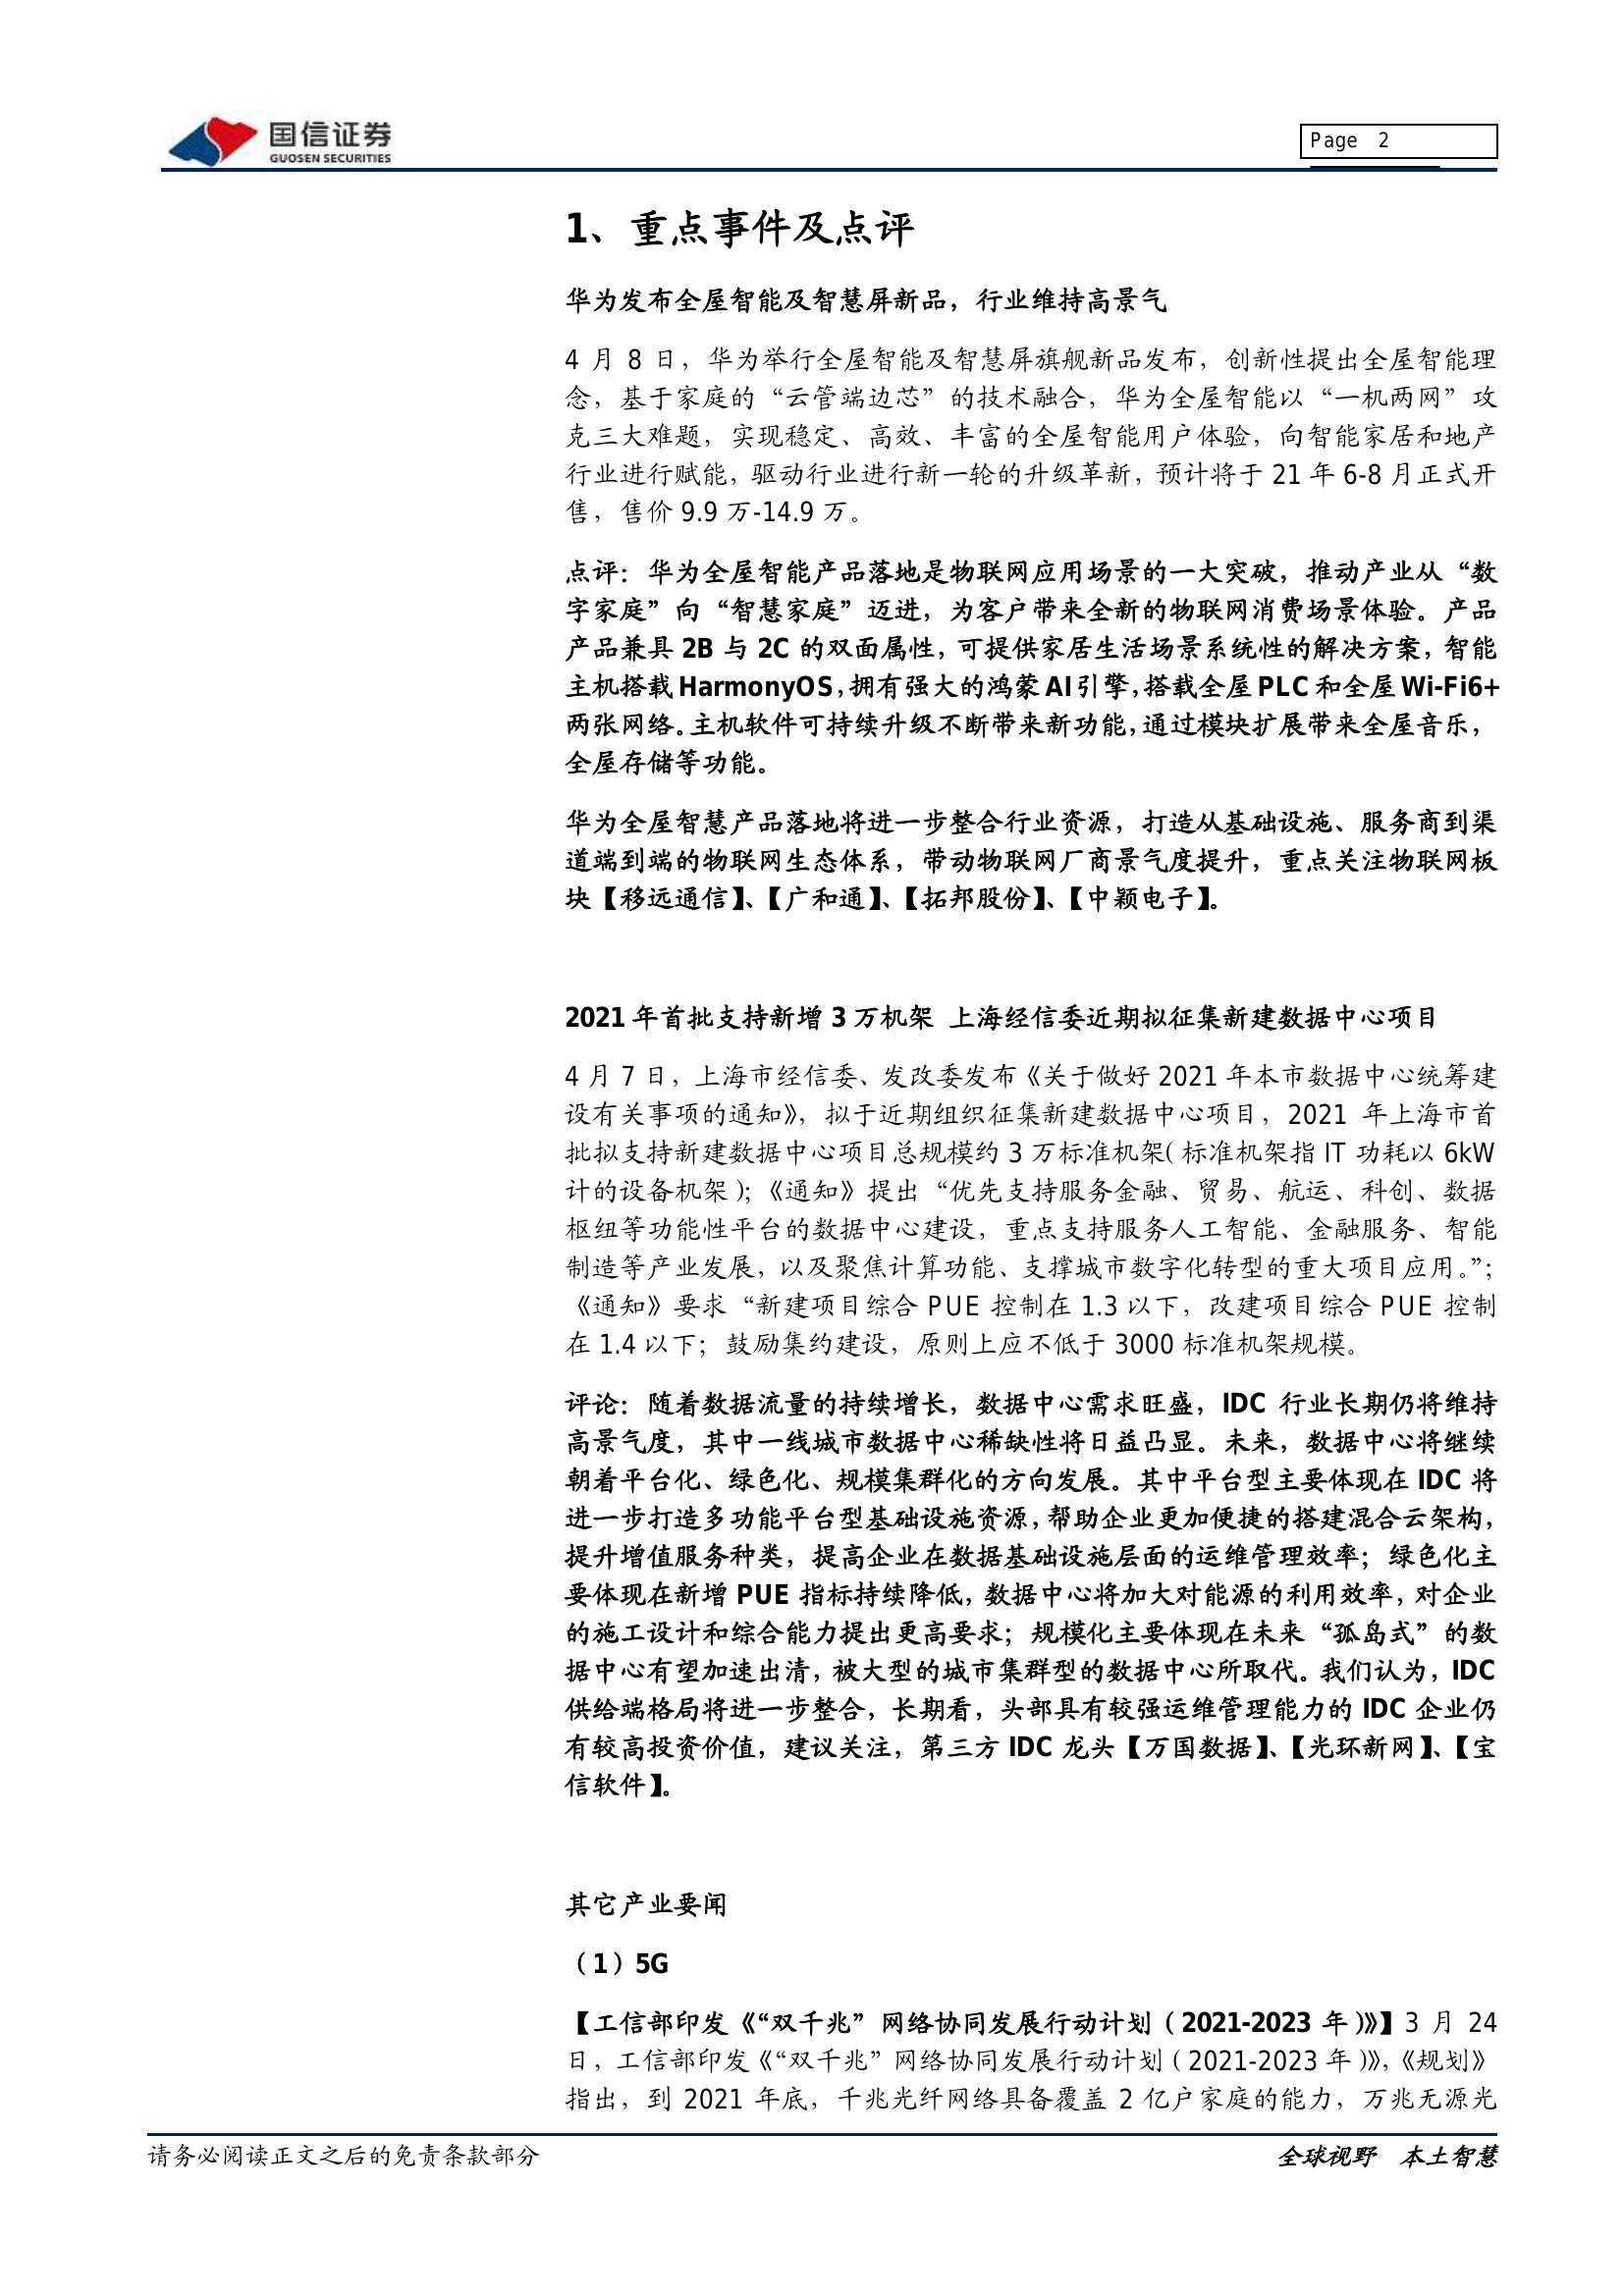 国信证券
GUOSEN SECURITIES
Page 2
1、重点事件及点评
华为发布全屋智能及智慧屏新品，行业维持高景气
4 月 8 日，华为举行全屋智能及智慧屏旗舰新品发布，创新性提出全屋智能理
念，基于家庭的“云管端边芯”的技术融合，华为全屋智能以“一机两网”攻
克三大难题，实现稳定、高效、丰富的全屋智能用户体验，向智能家居和地产
行业进行赋能，驱动行业进行新一轮的升级革新，预计将于 21 年 6-8 月正式开
售，售价 9.9 万-14.9 万。
点评：华为全屋智能产品落地是物联网应用场景的一大突破，推动产业从“数
字家庭”向“智慧家庭”迈进，为客户带来全新的物联网消费场景体验。产品
产品兼具 2B 与 2C 的双面属性，可提供家居生活场景系统性的解决方案，智能
主机搭载 HarmonyOS，拥有强大的鸿蒙 AI 引擎，搭载全屋 PLC 和全屋 Wi-Fi6+
两张网络。主机软件可持续升级不断带来新功能，通过模块扩展带来全屋音乐，
全屋存储等功能。
华为全屋智慧产品落地将进一步整合行业资源，打造从基础设施、服务商到渠
道端到端的物联网生态体系，带动物联网厂商景气度提升，重点关注物联网板
块【移远通信】、【广和通】、【拓邦股份】、【中颖电子】。
2021 年首批支持新增 3 万机架 上海经信委近期拟征集新建数据中心项目
4 月 7 日，上海市经信委、发改委发布《关于做好 2021 年本市数据中心统筹建
设有关事项的通知》，拟于近期组织征集新建数据中心项目，2021 年上海市首
批拟支持新建数据中心项目总规模约 3 万标准机架（标准机架指 IT 功耗以 6kW
计的设备机架）；《通知》提出“优先支持服务金融、贸易、航运、科创、数据
枢纽等功能性平台的数据中心建设，重点支持服务人工智能、金融服务、智能
制造等产业发展，以及聚焦计算功能、支撑城市数字化转型的重大项目应用。”；
《通知》要求“新建项目综合 PUE 控制在 1.3 以下，改建项目综合 PUE 控制
在 1.4 以下；鼓励集约建设，原则上应不低于 3000 标准机架规模。
评论：随着数据流量的持续增长，数据中心需求旺盛，IDC 行业长期仍将维持
高景气度，其中一线城市数据中心稀缺性将日益凸显。未来，数据中心将继续
朝着平台化、绿色化、规模集群化的方向发展。其中平台型主要体现在 IDC 将
进一步打造多功能平台型基础设施资源，帮助企业更加便捷的搭建混合云架构，
提升增值服务种类，提高企业在数据基础设施层面的运维管理效率；绿色化主
要体现在新增 PUE 指标持续降低，数据中心将加大对能源的利用效率，对企业
的施工设计和综合能力提出更高要求；规模化主要体现在未来“孤岛式”的数
据中心有望加速出清，被大型的城市集群型的数据中心所取代。我们认为，IDC
供给端格局将进一步整合，长期看，头部具有较强运维管理能力的 IDC 企业仍
有较高投资价值，建议关注，第三方 IDC 龙头【万国数据】、【光环新网】、【宝
信软件】。
其它产业要闻
（1）5G
【工信部印发《“双千兆”网络协同发展行动计划（2021-2023 年）》】3 月 24
日，工信部印发《“双千兆”网络协同发展行动计划（2021-2023 年）》，《规划》
指出，到 2021 年底，千兆光纤网络具备覆盖 2 亿户家庭的能力，万兆无源光
请务必阅读正文之后的免责条款部分
全球视野 本土智慧